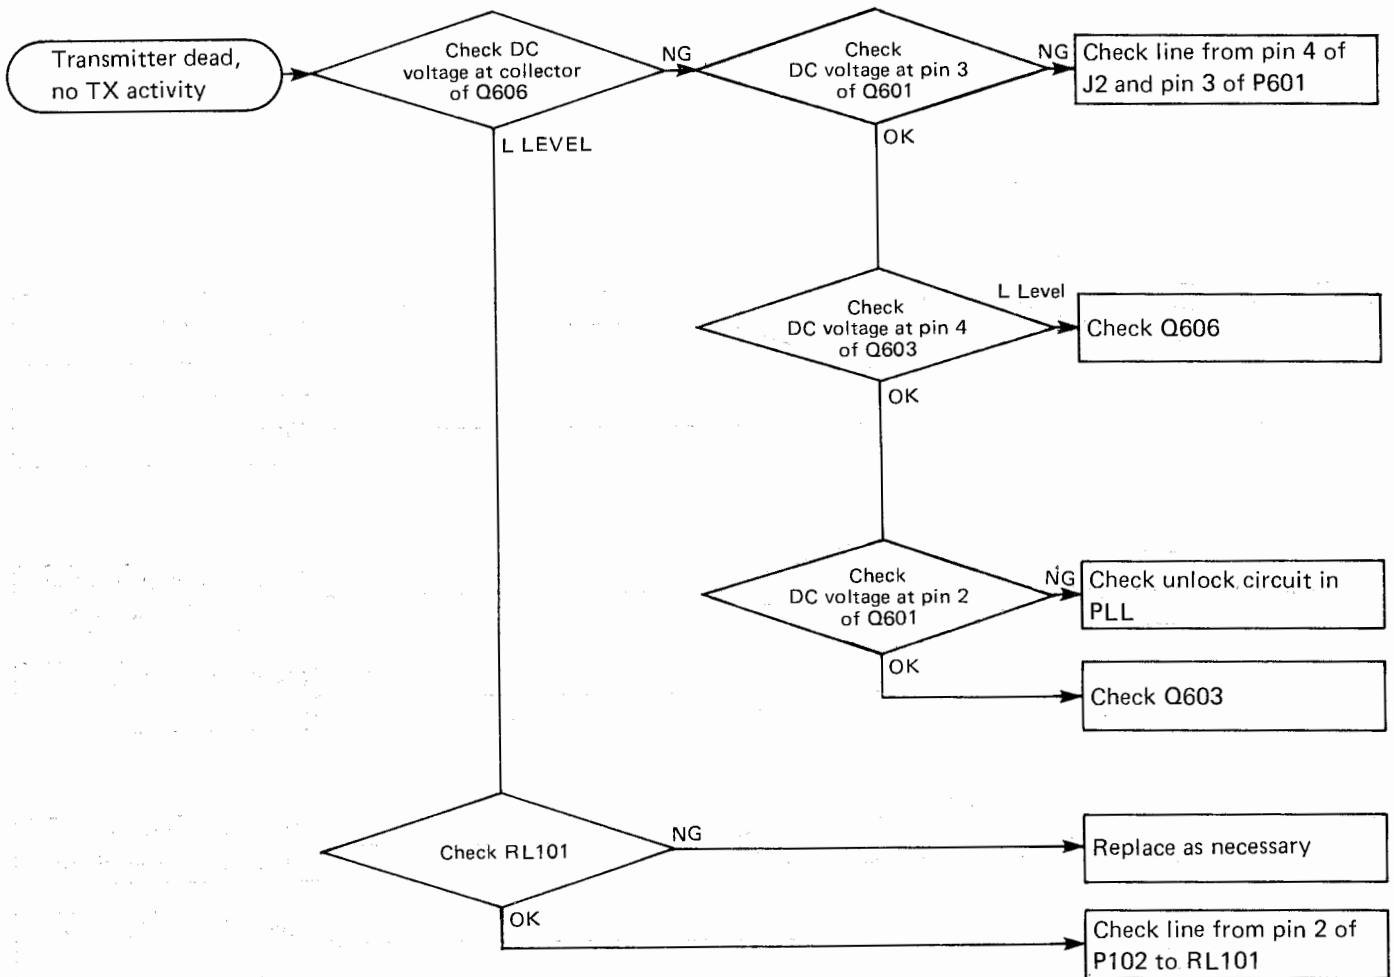 Transmitter dead,
no TX activity
Check DC
voltage at collector
of Q606
NG
L LEVEL
Check
DC voltage at pin 3
of Q601
NG
OK
Check line from pin 4 of
J2 and pin 3 of P601
Check
DC voltage at pin 4
of Q603
L Level
OK
Check Q606
Check
DC voltage at pin 2
of Q601
NG
OK
Check unlock circuit in
PLL
Check Q603
Check RL101
NG
OK
Replace as necessary
Check line from pin 2 of
P102 to RL101